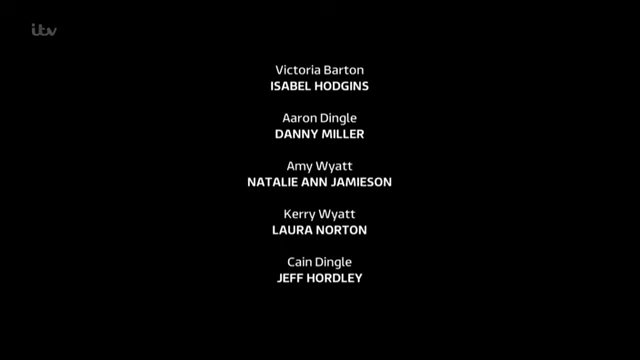 itv
Victoria Barton
ISABEL HODGINS
Aaron Dingle
DANNY MILLER
Amy Wyatt
NATALIE ANN JAMIESON
Kerry Wyatt
LAURA NORTON
Cain Dingle
JEFF HORDLEY